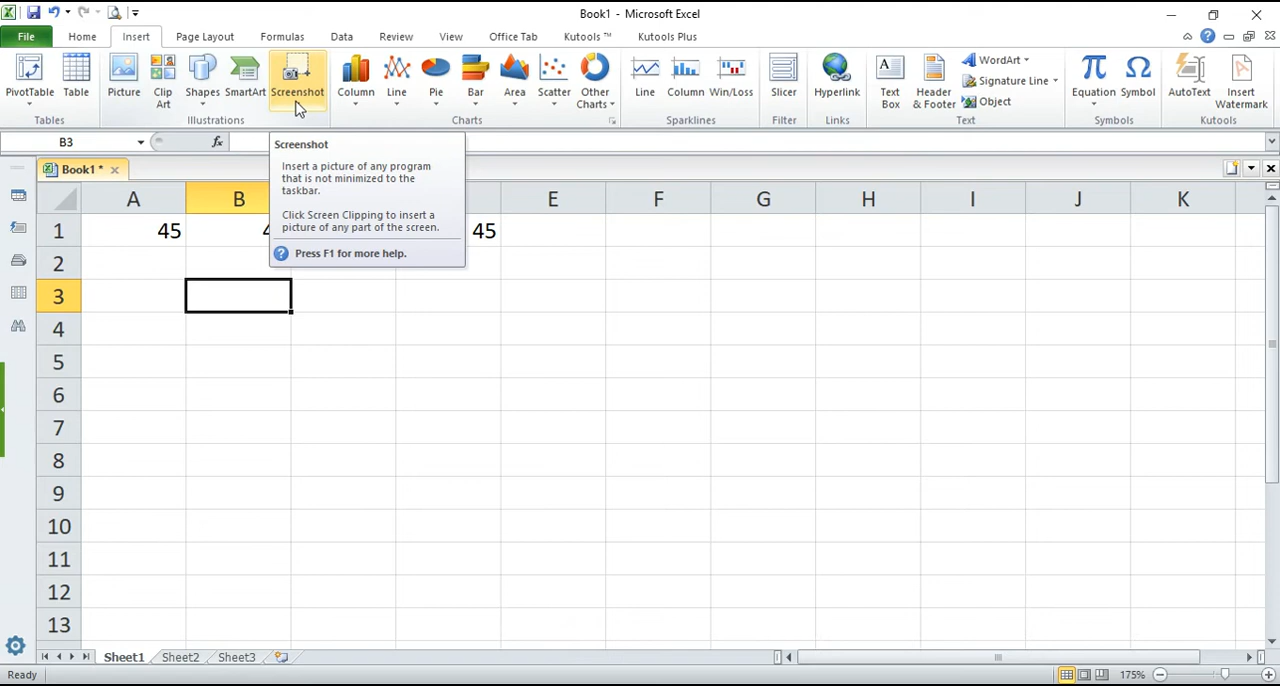 Book1 - Microsoft Excel
File Home Insert Page Layout Formulas Data Review View Office Tab Kutools ™ Kutools Plus
PivotTable Table Picture Clip Art Shapes SmartArt Screenshot Column Line Pie Bar Area Scatter Other Charts Line Column Win/Loss Slicer Hyperlink Text Box Header & Footer WordArt Signature Line Object Equation Symbol AutoText Insert Watermark
Tables Illustrations Charts Sparklines Filter Links Text Symbols Kutools
B3 fx
Screenshot
Insert a picture of any program
that is not minimized to the
taskbar.
Click Screen Clipping to insert a
picture of any part of the screen.
Press F1 for more help.
Book1 *
A B E F G H I J K
1 45 4 45
2
3
4
5
6
7
8
9
10
11
12
13
Sheet1 Sheet2 Sheet3
Ready 175%